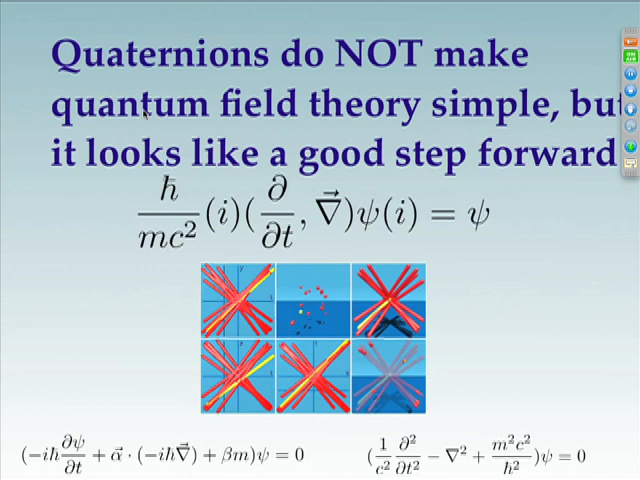 Quaternions do NOT make
quantum field theory simple, but
it looks like a good step forward
ħ/mc² (i)(∂/∂t, ∇⃗)ψ(i) = ψ
(−iħ ∂ψ/∂t + α⃗ · (−iħ∇⃗) + βm)ψ = 0
(1/c² ∂²/∂t² − ∇² + m²c²/ħ²)ψ = 0